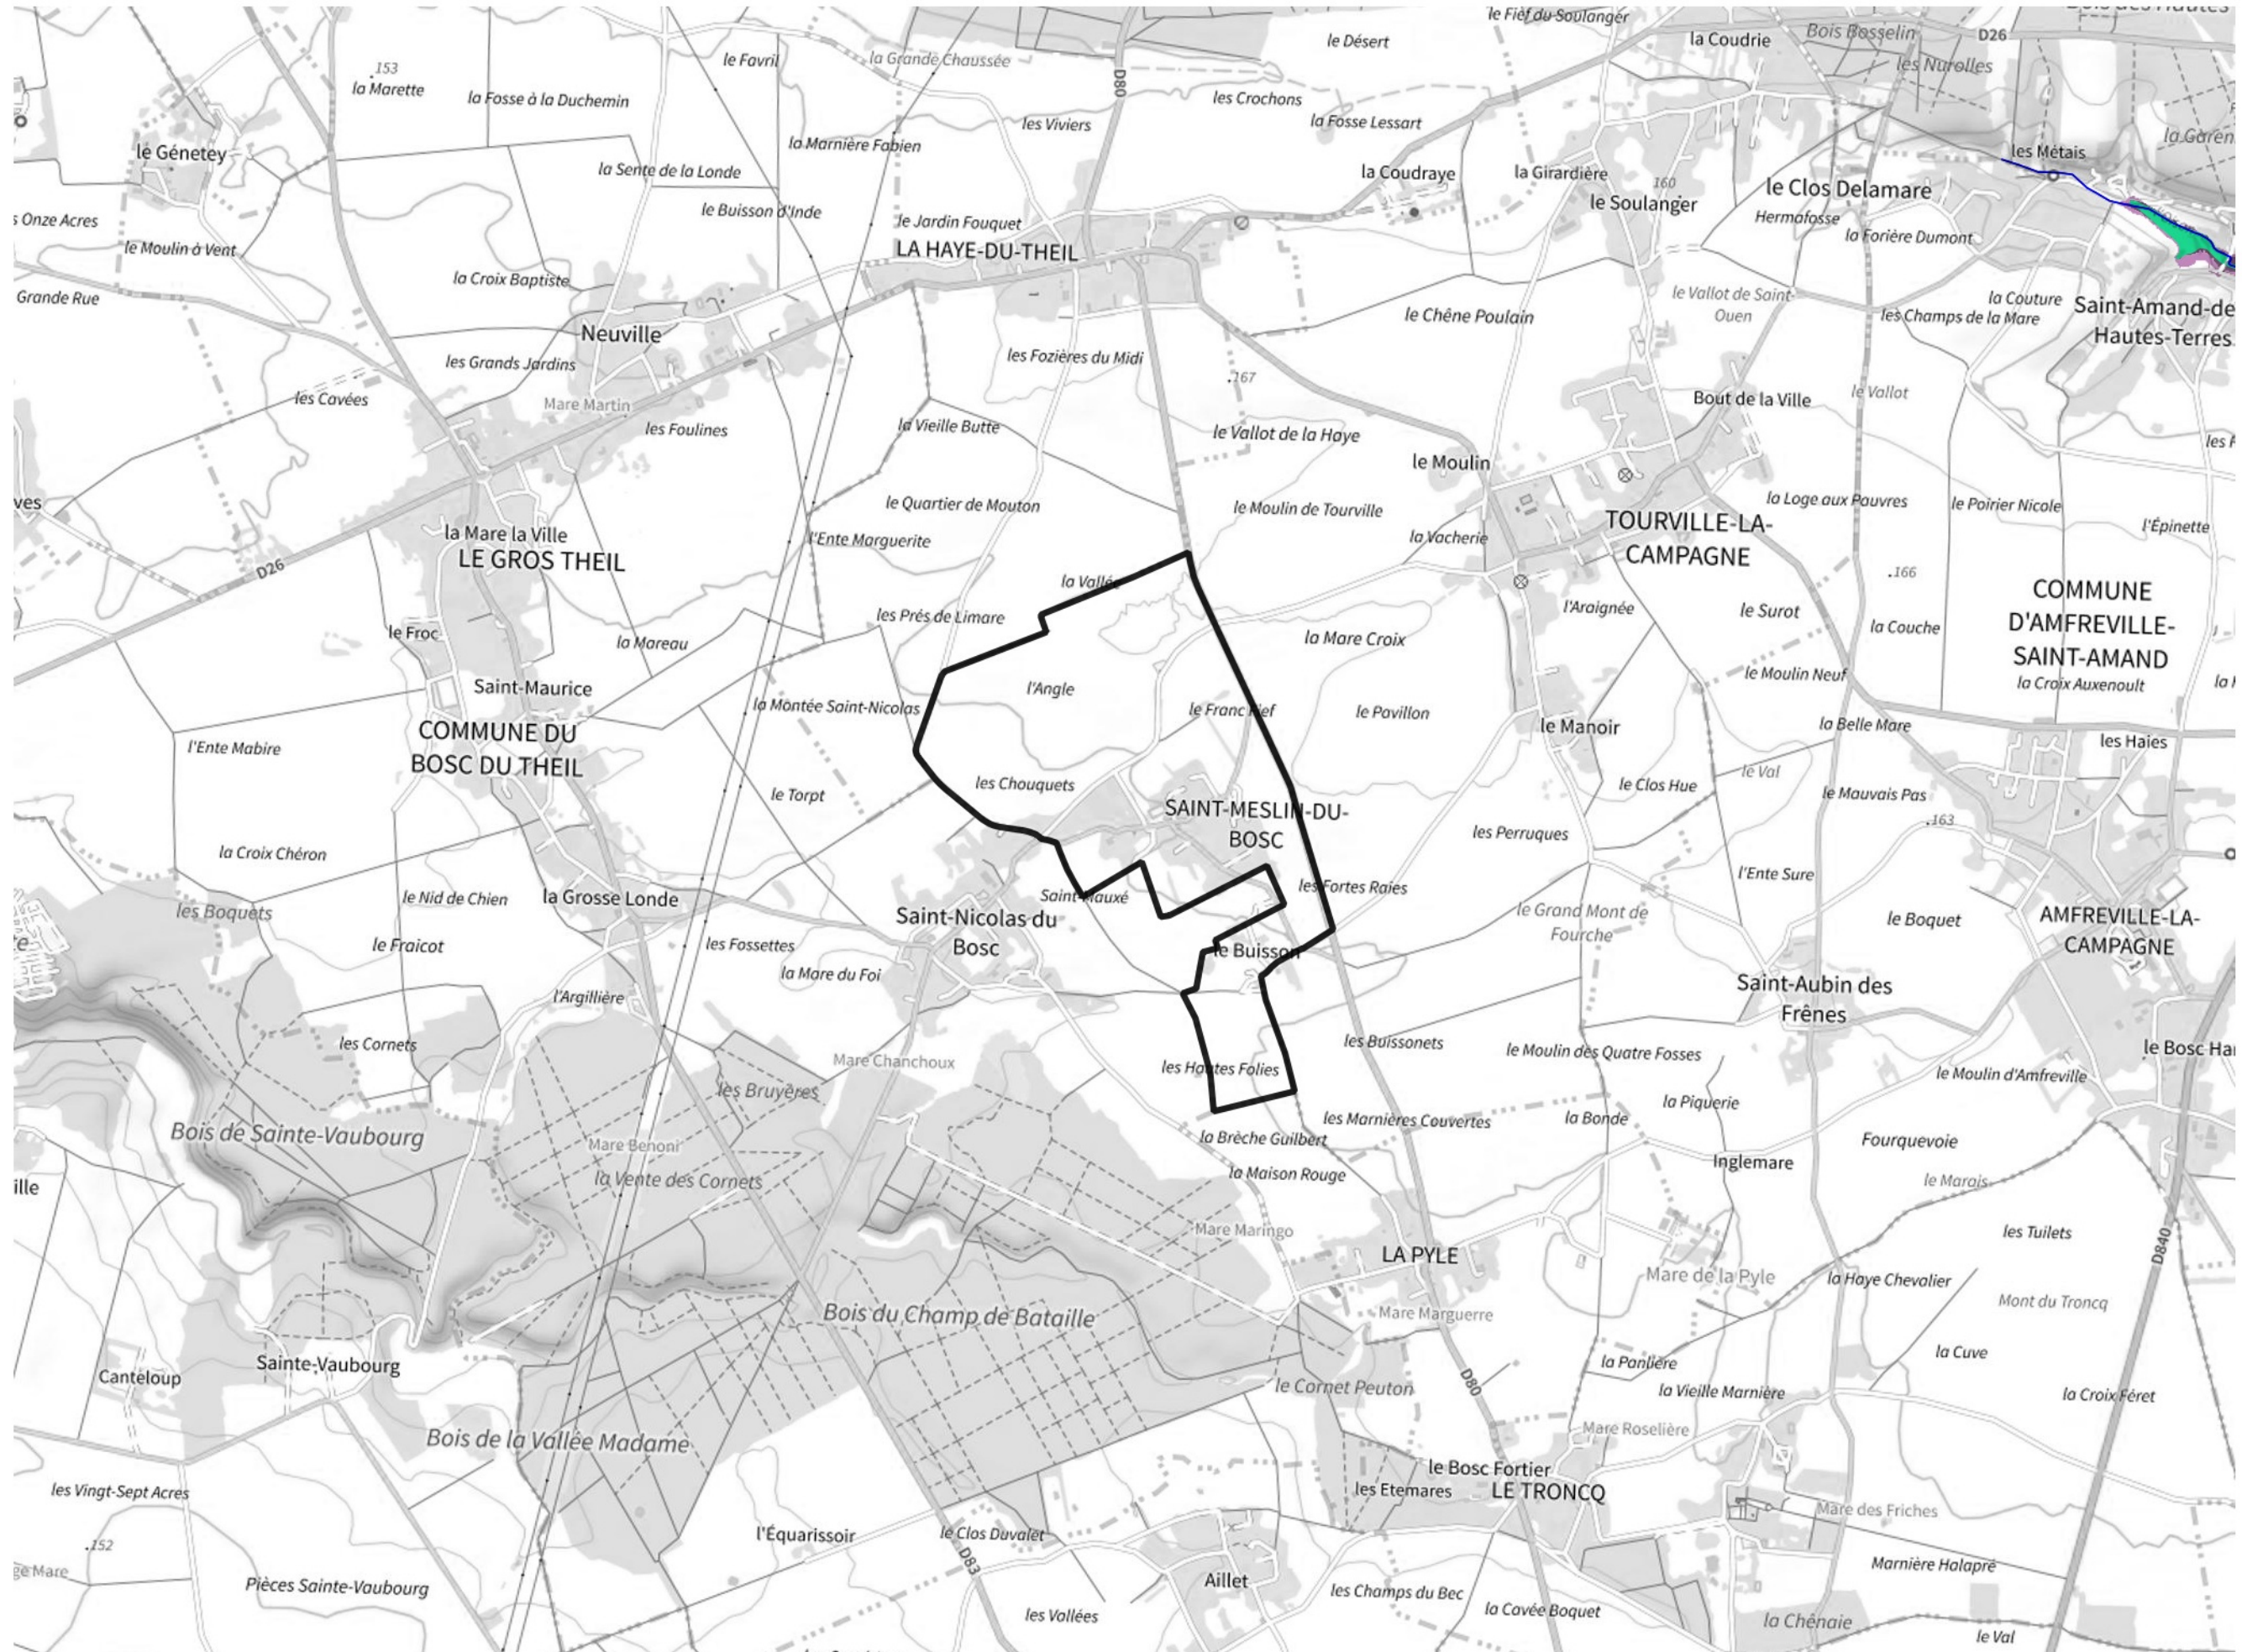 le Fief du Soulanger
le Désert
la Coudrie
Bois Bosselin
D26
les Nurolles
153
la Marette
le Favril
la Grande Chaussée
D80
la Fosse à la Duchemin
les Crochons
les Viviers
la Fosse Lessart
la Marnière Fabien
le Génetey
la Sente de la Londe
la Coudraye
la Girardière
160
le Soulanger
les Métais
le Clos Delamare
Hermafosse
la Forière Dumont
s Onze Acres
le Buisson d'Inde
le Jardin Fouquet
LA HAYE-DU-THEIL
le Moulin à Vent
la Croix Baptiste
Grande Rue
le Vallot de Saint-
Ouen
la Couture
les Champs de la Mare
Saint-Amand-de
Hautes-Terres
le Chêne Poulain
Neuville
les Grands Jardins
les Fozières du Midi
167
les Cavées
Mare Martin
les Foulines
la Vieille Butte
le Vallot de la Haye
Bout de la Ville
le Vallot
le Moulin
ves
le Quartier de Mouton
le Moulin de Tourville
la Loge aux Pauvres
le Poirier Nicole
l'Épinette
la Mare la Ville
LE GROS THEIL
l'Ente Marguerite
la Vacherie
TOURVILLE-LA-
CAMPAGNE
D26
la Vallée
166
COMMUNE
D'AMFREVILLE-
SAINT-AMAND
les Prés de Limare
l'Araignée
le Surot
la Couche
le Froc
la Mareau
la Mare Croix
le Moulin Neuf
la Croix Auxenoult
Saint-Maurice
la Montée Saint-Nicolas
l'Angle
le Franc Fief
le Pavillon
le Manoir
la Belle Mare
les Haies
COMMUNE DU
BOSC DU THEIL
l'Ente Mabire
le Torpt
les Chouquets
SAINT-MESLIN-DU-
BOSC
le Clos Hue
le Val
le Mauvais Pas
163
les Perruques
la Croix Chéron
l'Ente Sure
les Boquets
le Nid de Chien
la Grosse Londe
Saint-Mauxé
les Fortes Raies
le Grand Mont de
Fourche
le Boquet
AMFREVILLE-LA-
CAMPAGNE
le Fraicot
les Fossettes
Saint-Nicolas du
Bosc
le Buisson
la Mare du Foi
l'Argillière
Saint-Aubin des
Frênes
les Cornets
Mare Chanchoux
les Hautes Folies
les Buissonets
le Moulin des Quatre Fosses
le Bosc Ha
le Moulin d'Amfreville
les Bruyères
la Piquerie
la Bonde
les Marnières Couvertes
Bois de Sainte-Vaubourg
Mare Benoni
la Brèche Guilbert
Fourquevoie
la Maison Rouge
Inglemare
la Vente des Cornets
le Marais
ille
Mare Maringo
les Tuilets
D840
LA PYLE
Mare de la Pyle
la Haye Chevalier
Mont du Troncq
Bois du Champ de Bataille
Mare Marguerre
Sainte-Vaubourg
Canteloup
la Panlière
la Cuve
D80
le Cornet Peuton
la Vieille Marnière
la Croix Féret
Bois de la Vallée Madame
Mare Roselière
le Bosc Fortier
les Vingt-Sept Acres
les Etemares
LE TRONCQ
Mare des Friches
152
l'Équarissoir
le Clos Duvalet
D83
ge Mare
Marnière Halapré
Pièces Sainte-Vaubourg
Aillet
les Champs du Bec
la Cavée Boquet
les Vallées
la Chênaie
le Val